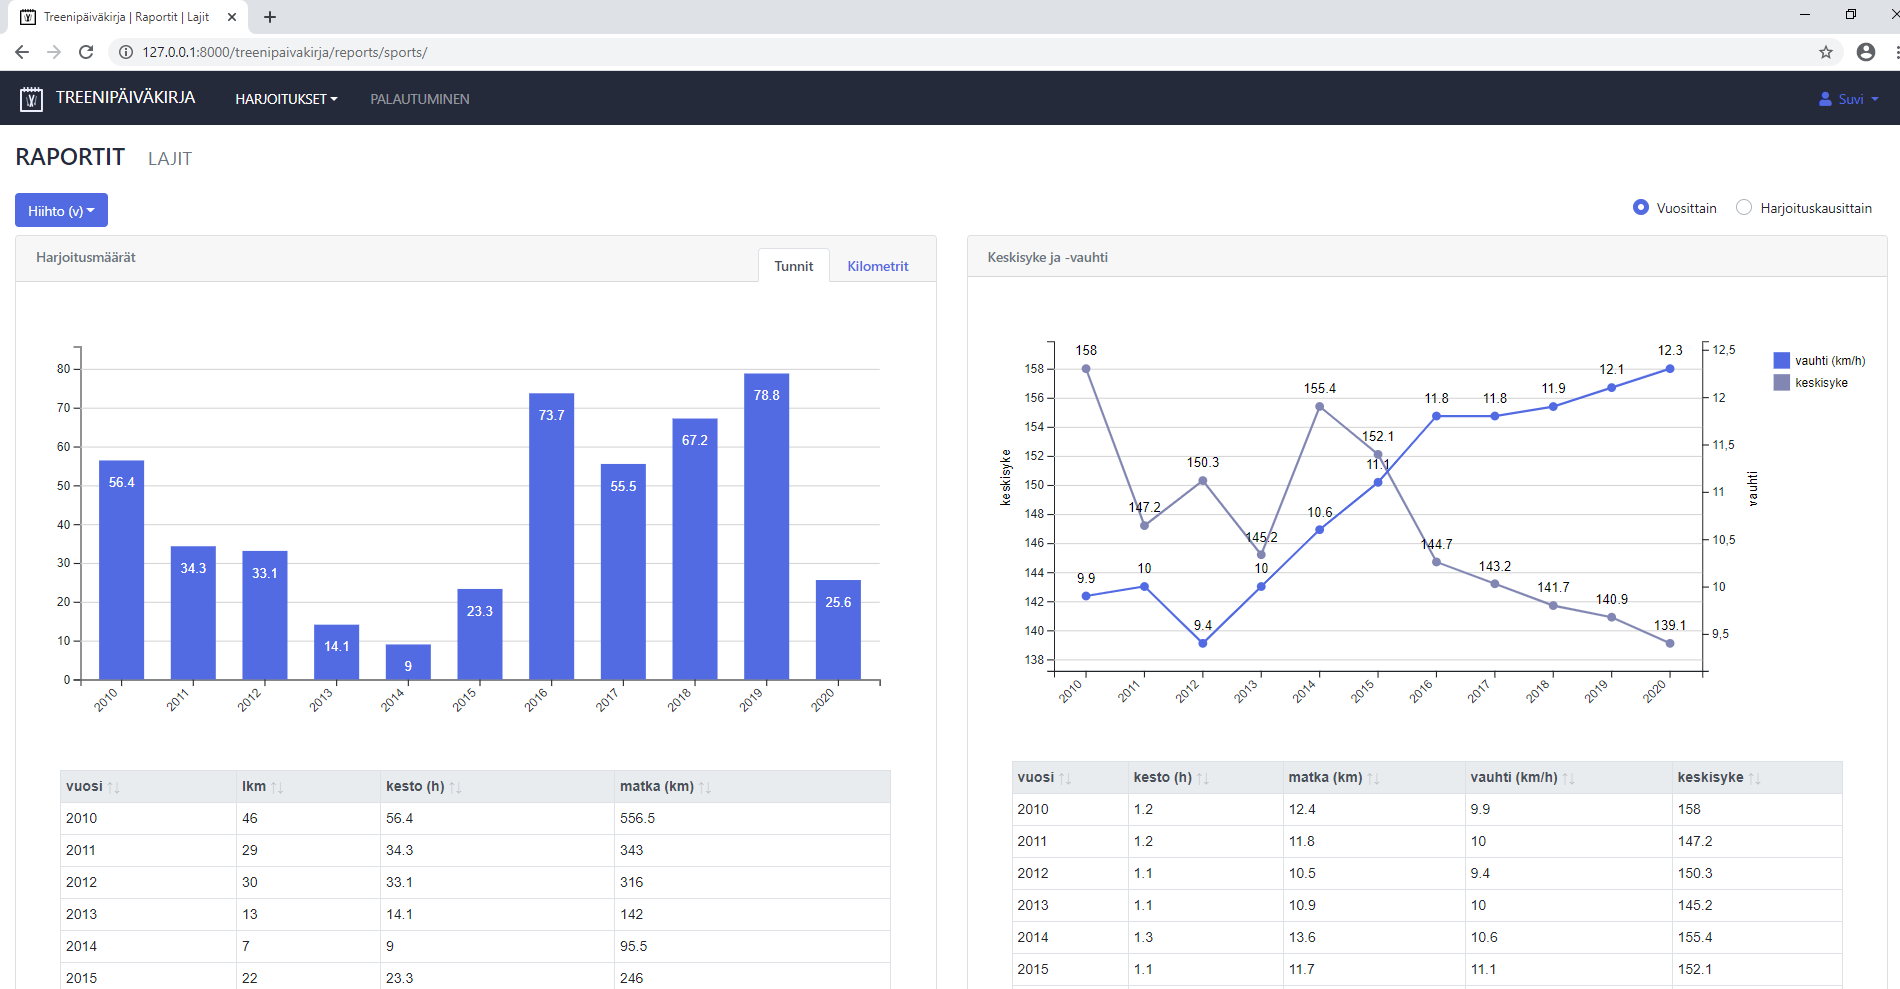 Treenipäiväkirja | Raportit | Lajit
127.0.0.1:8000/treenipaivakirja/reports/sports/
TREENIPÄIVÄKIRJA HARJOITUKSET PALAUTUMINEN Suvi
RAPORTIT LAJIT
Hiihto (v)
Vuosittain Harjoituskausittain
Harjoitusmäärät
Tunnit Kilometrit
80
70
60
50
40
30
20
10
0
56.4 34.3 33.1 14.1 9 23.3 73.7 55.5 67.2 78.8 25.6
2010 2011 2012 2013 2014 2015 2016 2017 2018 2019 2020
vuosi lkm kesto (h) matka (km)
2010 46 56.4 556.5
2011 29 34.3 343
2012 30 33.1 316
2013 13 14.1 142
2014 7 9 95.5
2015 22 23.3 246
Keskisyke ja -vauhti
keskisyke
158
156
154
152
150
148
146
144
142
140
138
158 147.2 150.3 145.2 155.4 152.1 144.7 143.2 141.7 140.9 139.1
9.9 10 9.4 10 10.6 11.1 11.8 11.8 11.9 12.1 12.3
12,5
12
11,5
11
10,5
10
9,5
vauhti
vauhti (km/h)
keskisyke
2010 2011 2012 2013 2014 2015 2016 2017 2018 2019 2020
vuosi kesto (h) matka (km) vauhti (km/h) keskisyke
2010 1.2 12.4 9.9 158
2011 1.2 11.8 10 147.2
2012 1.1 10.5 9.4 150.3
2013 1.1 10.9 10 145.2
2014 1.3 13.6 10.6 155.4
2015 1.1 11.7 11.1 152.1